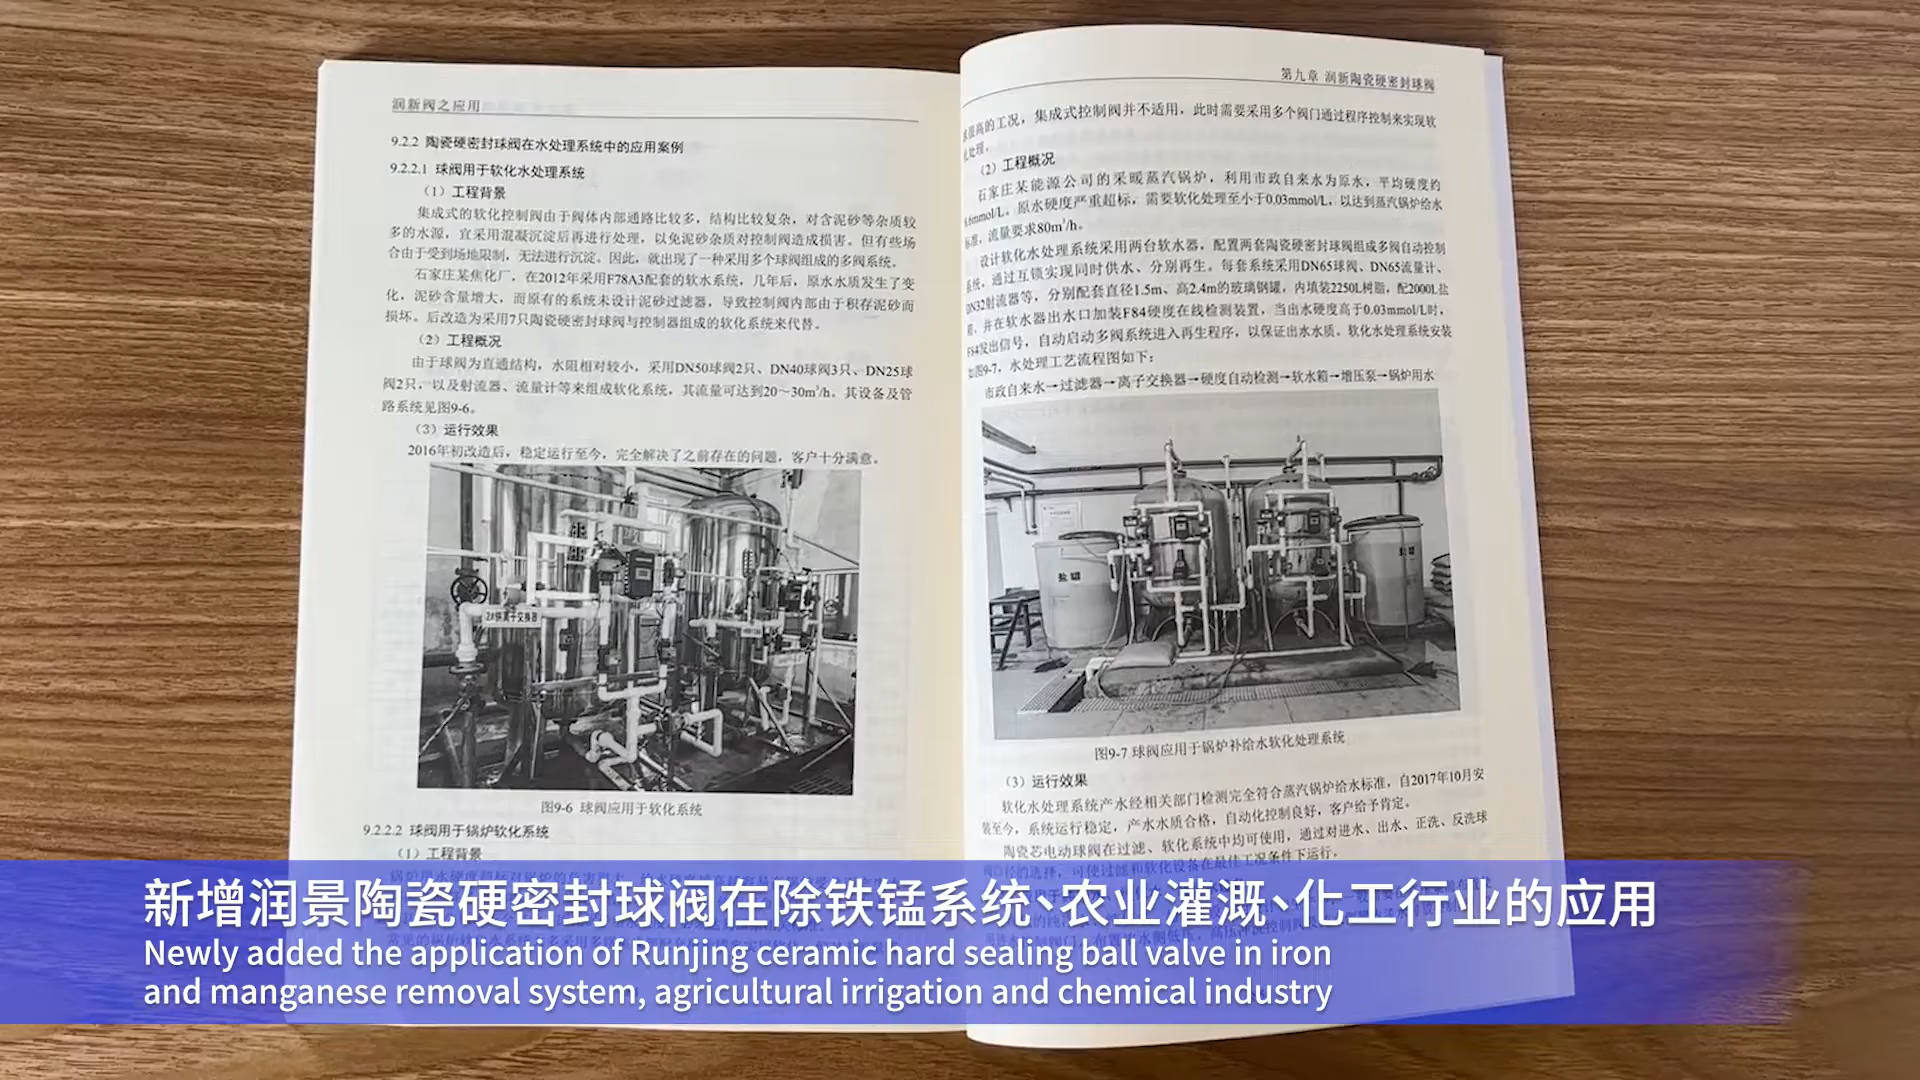 润新阀之应用
9.2.2 陶瓷硬密封球阀在水处理系统中的应用案例
9.2.2.1 球阀用于软化水处理系统
（1）工程背景
集成式的软化控制阀由于阀体内部通路比较多，结构比较复杂，对含泥砂等杂质较
多的水源，宜采用混凝沉淀后再进行处理，以免泥砂杂质对控制阀造成损害。但有些场
合由于受到场地限制，无法进行沉淀。因此，就出现了一种采用多个球阀组成的多阀系统。
石家庄某焦化厂，在2012年采用F78A3配套的软水系统，几年后，原水水质发生了变
化，泥砂含量增大，而原有的系统未设计泥砂过滤器，导致控制阀内部由于积存泥砂而
损坏。后改造为采用7只陶瓷硬密封球阀与控制器组成的软化系统来代替。
（2）工程概况
由于球阀为直通结构，水阻相对较小，采用DN50球阀2只、DN40球阀3只、DN25球
阀2只，以及射流器、流量计等来组成软化系统，其流量可达到20～30m³/h。其设备及管
路系统见图9-6。
（3）运行效果
2016年初改造后，稳定运行至今，完全解决了之前存在的问题，客户十分满意。
2#钠离子交换器
图9-6 球阀应用于软化系统
9.2.2.2 球阀用于锅炉软化系统
（1）工程背景
第九章 润新陶瓷硬密封球阀
很高的工况，集成式控制阀并不适用，此时需要采用多个阀门通过程序控制来实现软
化处理。
（2）工程概况
石家庄某能源公司的采暖蒸汽锅炉，利用市政自来水为原水，平均硬度约
6mmol/L。原水硬度严重超标，需要软化处理至小于0.03mmol/L，以达到蒸汽锅炉给水
标准，流量要求80m³/h。
设计软化水处理系统采用两台软水器，配置两套陶瓷硬密封球阀组成多阀自动控制
系统，通过互锁实现同时供水、分别再生。每套系统采用DN65球阀、DN65流量计、
DN32射流器等，分别配套直径1.5m、高2.4m的玻璃钢罐，内填装2250L树脂，配2000L盐
箱，并在软水器出水口加装F84硬度在线检测装置，当出水硬度高于0.03mmol/L时，
F84发出信号，自动启动多阀系统进入再生程序，以保证出水水质。软化水处理系统安装
如图9-7，水处理工艺流程图如下：
市政自来水→过滤器→离子交换器→硬度自动检测→软水箱→增压泵→锅炉用水
盐罐
图9-7 球阀应用于锅炉补给水软化处理系统
（3）运行效果
软化水处理系统产水经相关部门检测完全符合蒸汽锅炉给水标准，自2017年10月安
装至今，系统运行稳定，产水水质合格，自动化控制良好，客户给予肯定。
陶瓷芯电动球阀在过滤、软化系统中均可使用，通过对进水、出水、正洗、反洗球
阀口径的选择，可使过滤和软化设备在最佳工况条件下运行。
新增润景陶瓷硬密封球阀在除铁锰系统、农业灌溉、化工行业的应用
Newly added the application of Runjing ceramic hard sealing ball valve in iron
and manganese removal system, agricultural irrigation and chemical industry